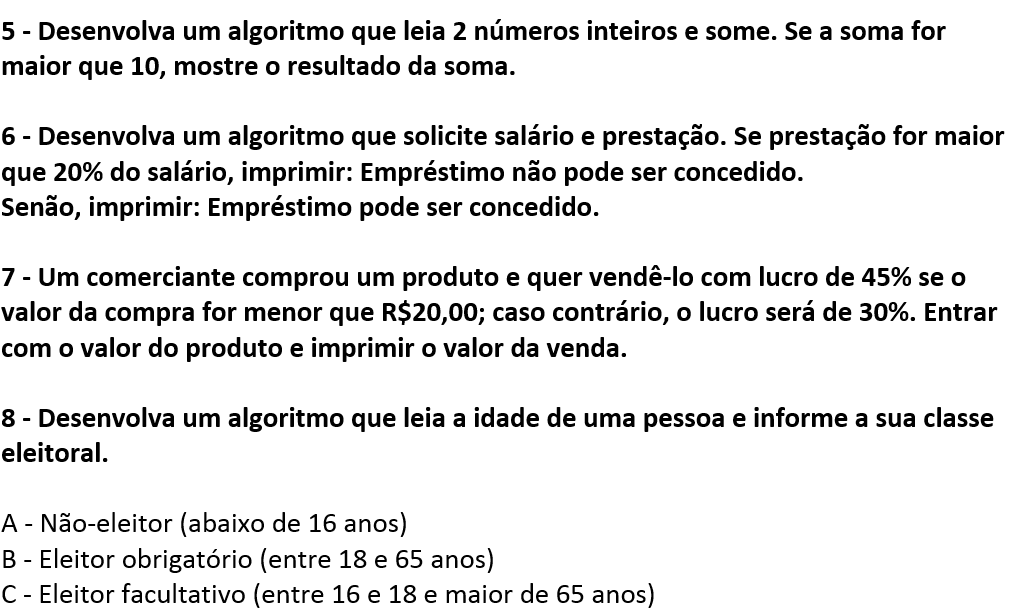 5 - Desenvolva um algoritmo que leia 2 números inteiros e some. Se a soma for
maior que 10, mostre o resultado da soma.
6 - Desenvolva um algoritmo que solicite salário e prestação. Se prestação for maior
que 20% do salário, imprimir: Empréstimo não pode ser concedido.
Senão, imprimir: Empréstimo pode ser concedido.
7 - Um comerciante comprou um produto e quer vendê-lo com lucro de 45% se o
valor da compra for menor que R$20,00; caso contrário, o lucro será de 30%. Entrar
com o valor do produto e imprimir o valor da venda.
8 - Desenvolva um algoritmo que leia a idade de uma pessoa e informe a sua classe
eleitoral.
A - Não-eleitor (abaixo de 16 anos)
B - Eleitor obrigatório (entre 18 e 65 anos)
C - Eleitor facultativo (entre 16 e 18 e maior de 65 anos)